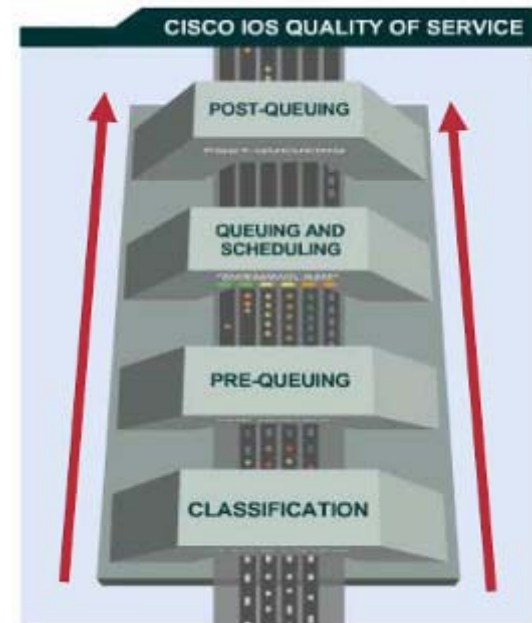 CISCO IOS QUALITY OF SERVICE
POST-QUEUING
QUEUING AND
SCHEDULING
PRE-QUEUING
CLASSIFICATION